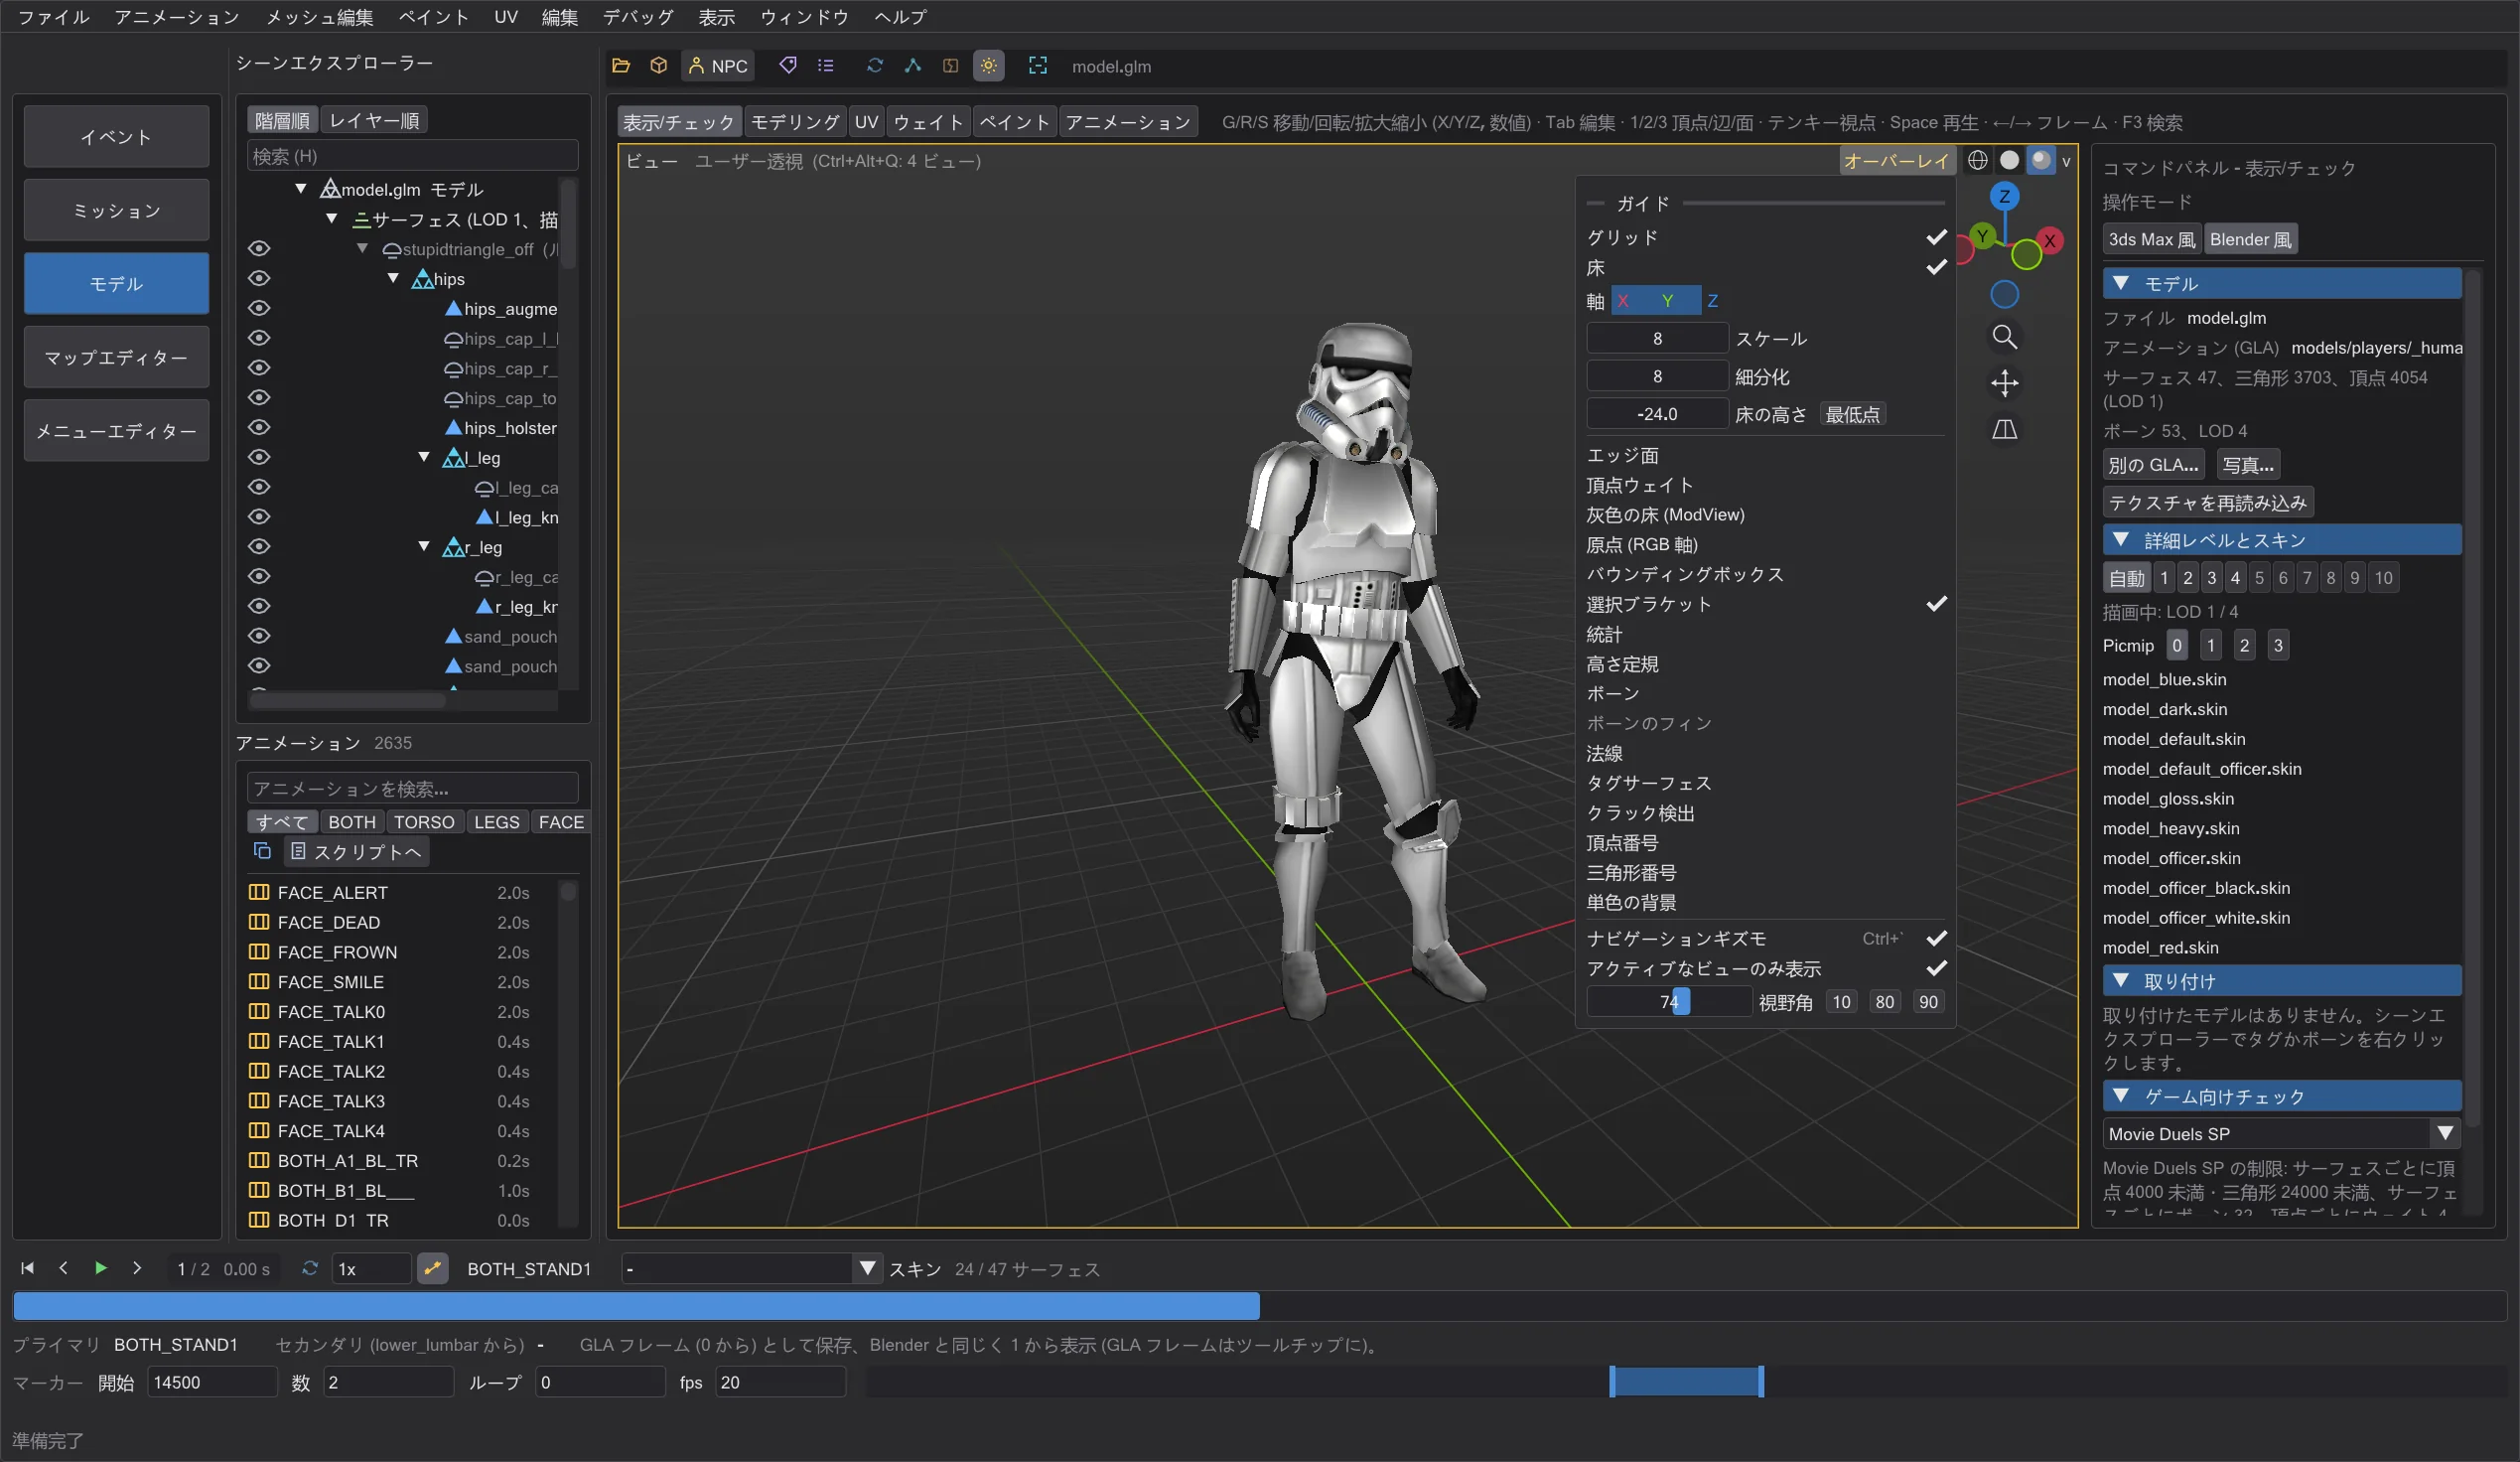 ファイル アニメーション メッシュ編集 ペイント UV 編集 デバッグ 表示 ウィンドウ ヘルプ
イベント
ミッション
モデル
マップエディター
メニューエディター
シーンエクスプローラー
階層順 レイヤー順
検索 (H)
model.glm モデル
サーフェス (LOD 1、描
stupidtriangle_off
hips
hips_augme
hips_cap_l_
hips_cap_r_
hips_cap_to
hips_holster
l_leg
l_leg_ca
l_leg_kn
r_leg
r_leg_ca
r_leg_kr
sand_pouch
sand_pouch
アニメーション 2635
アニメーションを検索...
すべて BOTH TORSO LEGS FACE
スクリプトへ
FACE_ALERT 2.0s
FACE_DEAD 2.0s
FACE_FROWN 2.0s
FACE_SMILE 2.0s
FACE_TALK0 2.0s
FACE_TALK1 0.4s
FACE_TALK2 0.4s
FACE_TALK3 0.4s
FACE_TALK4 0.4s
BOTH_A1_BL_TR 0.2s
BOTH_B1_BL___ 1.0s
BOTH_D1_TR 0.0s
NPC model.glm
表示/チェック モデリング UV ウェイト ペイント アニメーション G/R/S 移動/回転/拡大縮小 (X/Y/Z, 数値) · Tab 編集 · 1/2/3 頂点/辺/面 · テンキー視点 · Space 再生 · ←/→ フレーム · F3 検索
ビュー ユーザー透視 (Ctrl+Alt+Q: 4 ビュー)
オーバーレイ v
Z
Y
X
ガイド
グリッド
床
軸 X Y Z
8 スケール
8 細分化
-24.0 床の高さ 最低点
エッジ面
頂点ウェイト
灰色の床 (ModView)
原点 (RGB 軸)
バウンディングボックス
選択ブラケット
統計
高さ定規
ボーン
ボーンのフィン
法線
タグサーフェス
クラック検出
頂点番号
三角形番号
単色の背景
ナビゲーションギズモ Ctrl+`
アクティブなビューのみ表示
74 視野角 10 80 90
コマンドパネル - 表示/チェック
操作モード
3ds Max 風 Blender 風
モデル
ファイル model.glm
アニメーション (GLA) models/players/_huma
サーフェス 47、三角形 3703、頂点 4054
(LOD 1)
ボーン 53、LOD 4
別の GLA... 写真...
テクスチャを再読み込み
詳細レベルとスキン
自動 1 2 3 4 5 6 7 8 9 10
描画中: LOD 1 / 4
Picmip 0 1 2 3
model_blue.skin
model_dark.skin
model_default.skin
model_default_officer.skin
model_gloss.skin
model_heavy.skin
model_officer.skin
model_officer_black.skin
model_officer_white.skin
model_red.skin
取り付け
取り付けたモデルはありません。シーンエ
クスプローラーでタグかボーンを右クリッ
クします。
ゲーム向けチェック
Movie Duels SP
Movie Duels SP の制限: サーフェスごとに頂
点 4000 未満・三角形 24000 未満、サーフェ
スごとにボーン 32、頂点ごとにウェイト 4
1 / 2 0.00 s 1x BOTH_STAND1 - スキン 24 / 47 サーフェス
プライマリ BOTH_STAND1 セカンダリ (lower_lumbar から) - GLA フレーム (0 から) として保存、Blender と同じく 1 から表示 (GLA フレームはツールチップに)。
マーカー 開始 14500 数 2 ループ 0 fps 20
準備完了